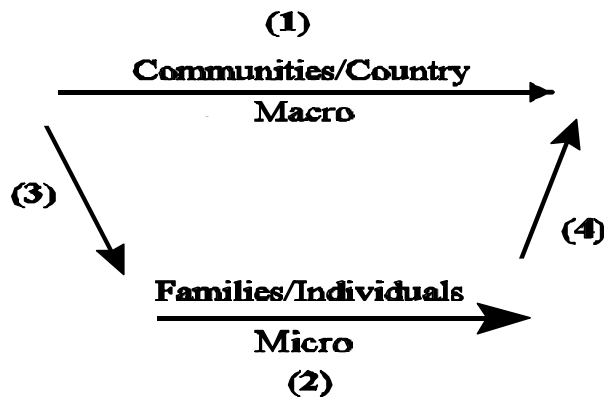 (1)
Communities/Country
Macro
(3)
(4)
Families/Individuals
Micro
(2)